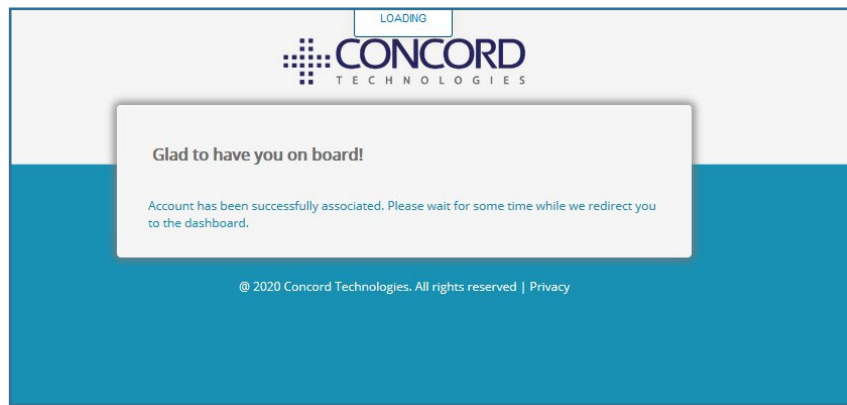 LOADING
CONCORD
TECHNOLOGIES
Glad to have you on board!
Account has been successfully associated. Please wait for some time while we redirect you
to the dashboard.
@ 2020 Concord Technologies. All rights reserved | Privacy